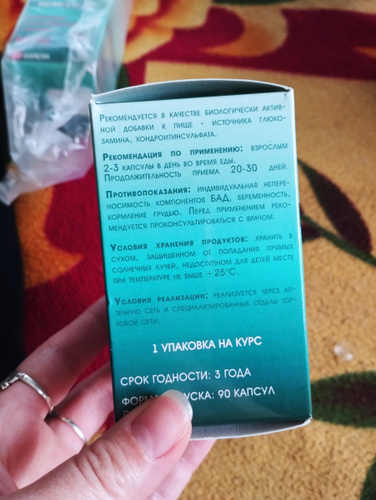 Рекомендуется в качестве биологически актив-
ной добавки к пище - источника глюко-
замина, хондроитинсульфата.
Рекомендация по применению: взрослым
2-3 капсулы в день во время еды.
Продолжительность приема 20-30 дней.
Противопоказания: индивидуальная непере-
носимость компонентов БАД, беременность,
кормление грудью. Перед применением реко-
мендуется проконсультироваться с врачом.
Условия хранения продуктов: хранить в
сухом, защищенном от попадания прямых
солнечных лучей, недоступном для детей месте
при температуре не выше +25°С.
Условия реализации: реализуется через ап-
течную сеть и специализированные отделы тор-
говой сети.
1 УПАКОВКА НА КУРС
СРОК ГОДНОСТИ: 3 ГОДА
90 КАПСУЛ